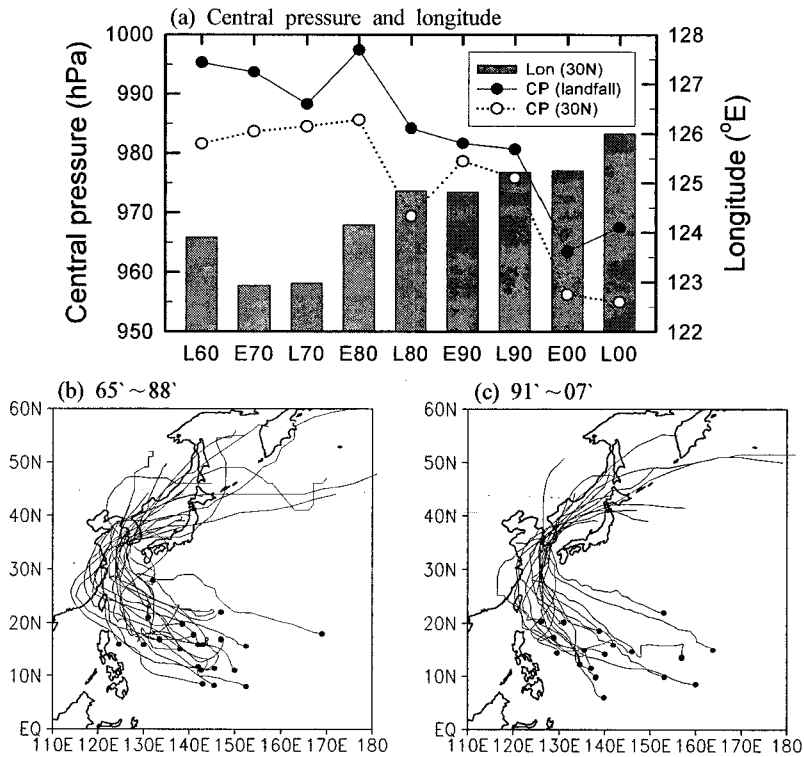 (a) Central pressure and longitude
Central pressure (hPa)
1000
990
980
970
960
950
Lon (30N)
CP (landfall)
CP (30N)
128
127
126
125
124
123
122
Longitude (°E)
L60 E70 L70 E80 L80 E90 L90 E00 L00
(b) 65` ~ 88`
60N
50N
40N
30N
20N
10N
EQ
110E 120E 130E 140E 150E 160E 170E 180
(c) 91` ~ 07`
60N
50N
40N
30N
20N
10N
EQ
110E 120E 130E 140E 150E 160E 170E 180